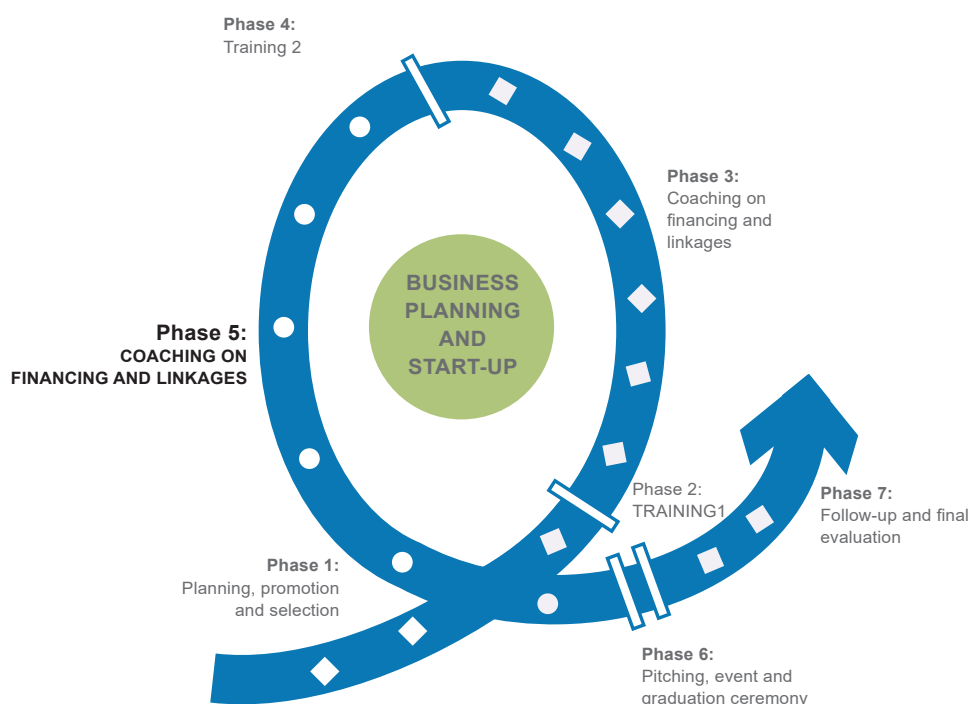 Phase 4:
Training 2
Phase 3:
Coaching on
financing and
linkages
BUSINESS
PLANNING
AND
START-UP
Phase 5:
COACHING ON
FINANCING AND LINKAGES
Phase 2:
TRAINING1
Phase 7:
Follow-up and final
evaluation
Phase 1:
Planning, promotion
and selection
Phase 6:
Pitching, event and
graduation ceremony